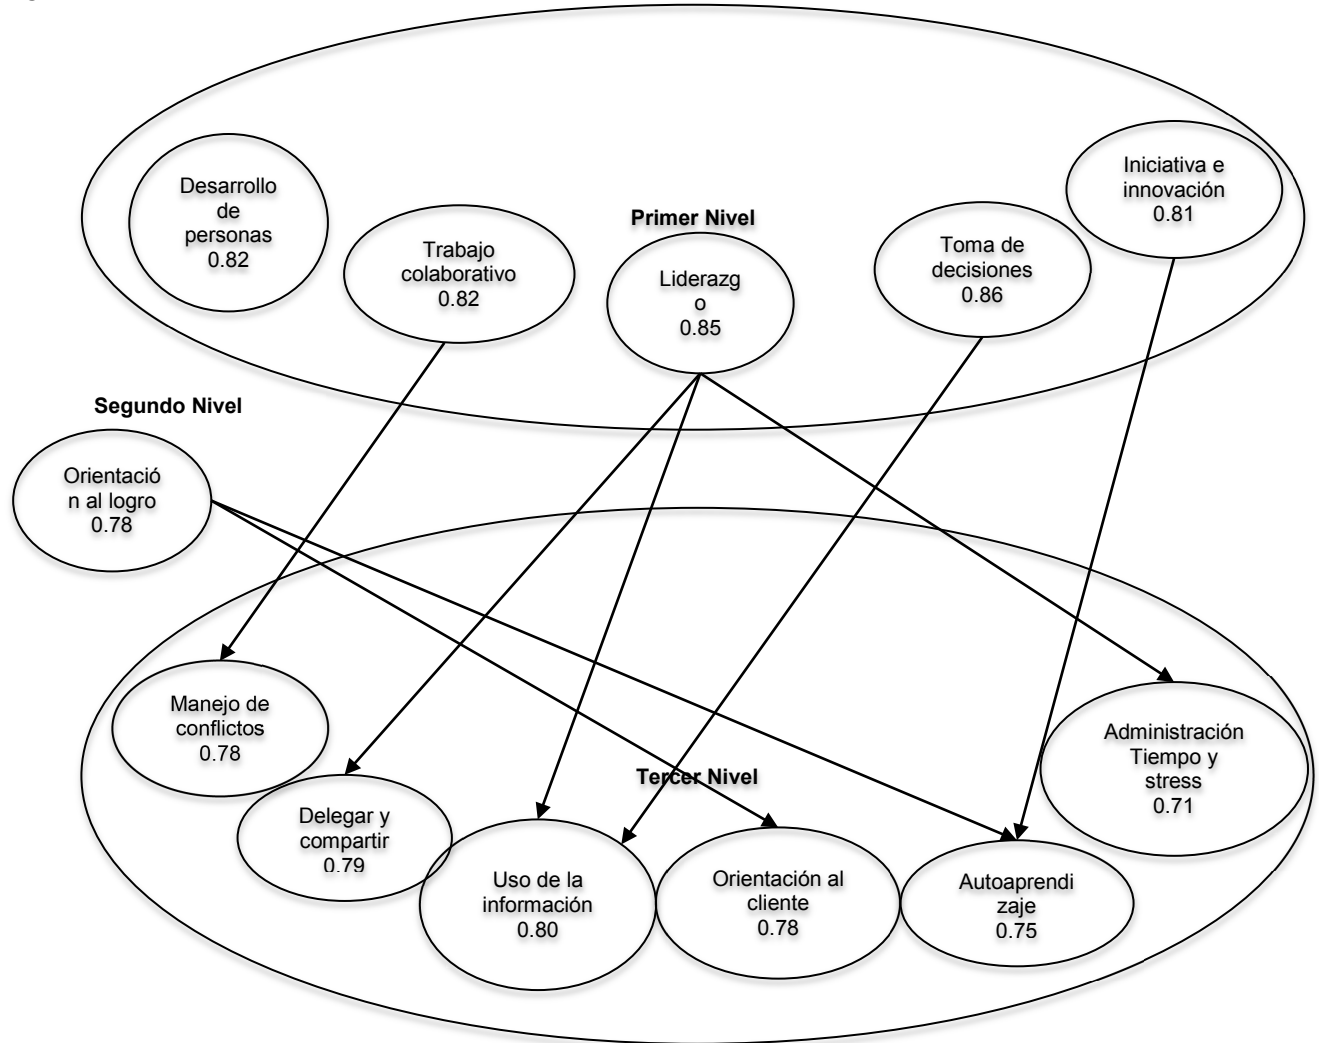 Primer Nivel
Desarrollo
de
personas
0.82
Trabajo
colaborativo
0.82
Liderazg
o
0.85
Toma de
decisiones
0.86
Iniciativa e
innovación
0.81
Segundo Nivel
Orientació
n al logro
0.78
Tercer Nivel
Manejo de
conflictos
0.78
Delegar y
compartir
0.79
Uso de la
información
0.80
Orientación al
cliente
0.78
Autoaprendi
zaje
0.75
Administración
Tiempo y
stress
0.71